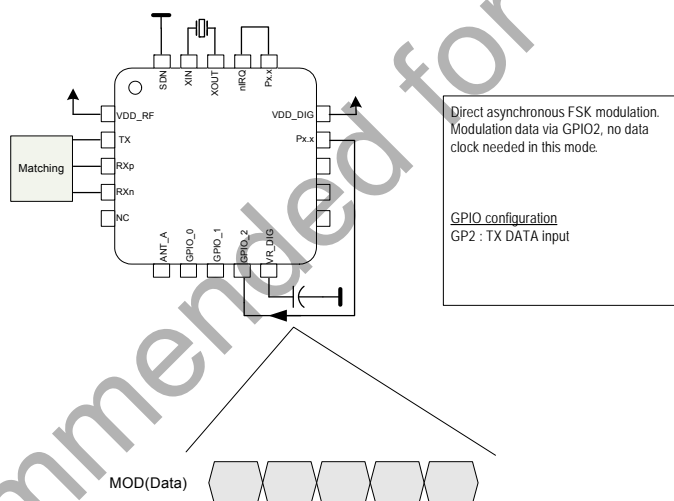 SDN
XIN
XOUT
nIRQ
Px.x
VDD_RF
TX
RXp
RXn
NC
VDD_DIG
Px.x
Matching
ANT_A
GPIO_0
GPIO_1
GPIO_2
VR_DIG
Direct asynchronous FSK modulation.
Modulation data via GPIO2, no data
clock needed in this mode.
GPIO configuration
GP2 : TX DATA input
MOD(Data)
mmended for